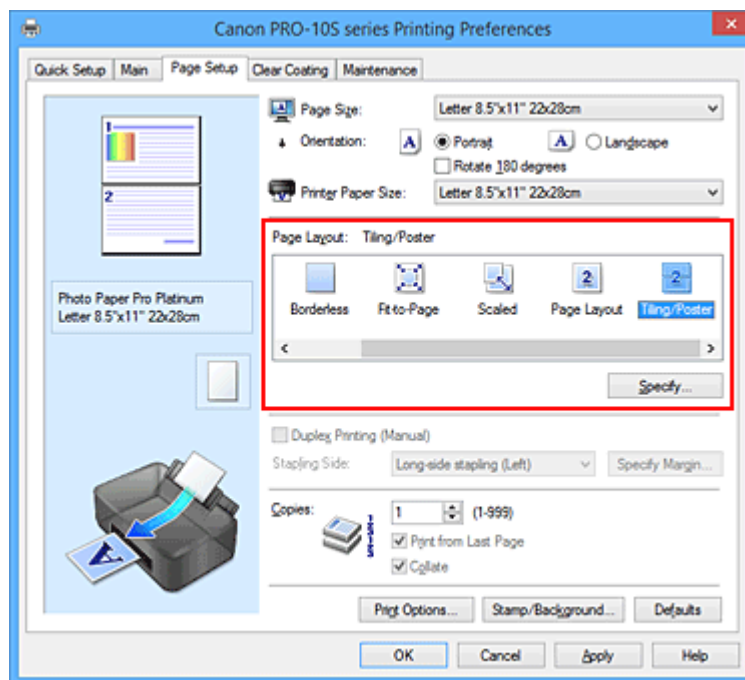 Canon PRO-10S series Printing Preferences
Quick Setup Main Page Setup Clear Coating Maintenance
1
2
Photo Paper Pro Platinum
Letter 8.5"x11" 22x28cm
Page Size: Letter 8.5"x11" 22x28cm
Orientation: A Portrait A Landscape
Rotate 180 degrees
Printer Paper Size: Letter 8.5"x11" 22x28cm
Page Layout: Tiling/Poster
2 2
Borderless Fit-to-Page Scaled Page Layout Tiling/Poster
Specify...
Duplex Printing (Manual)
Stapling Side: Long-side stapling (Left) Specify Margin...
Copies: 1 (1-999)
Print from Last Page
Collate
A
Print Options... Stamp/Background... Defaults
OK Cancel Apply Help